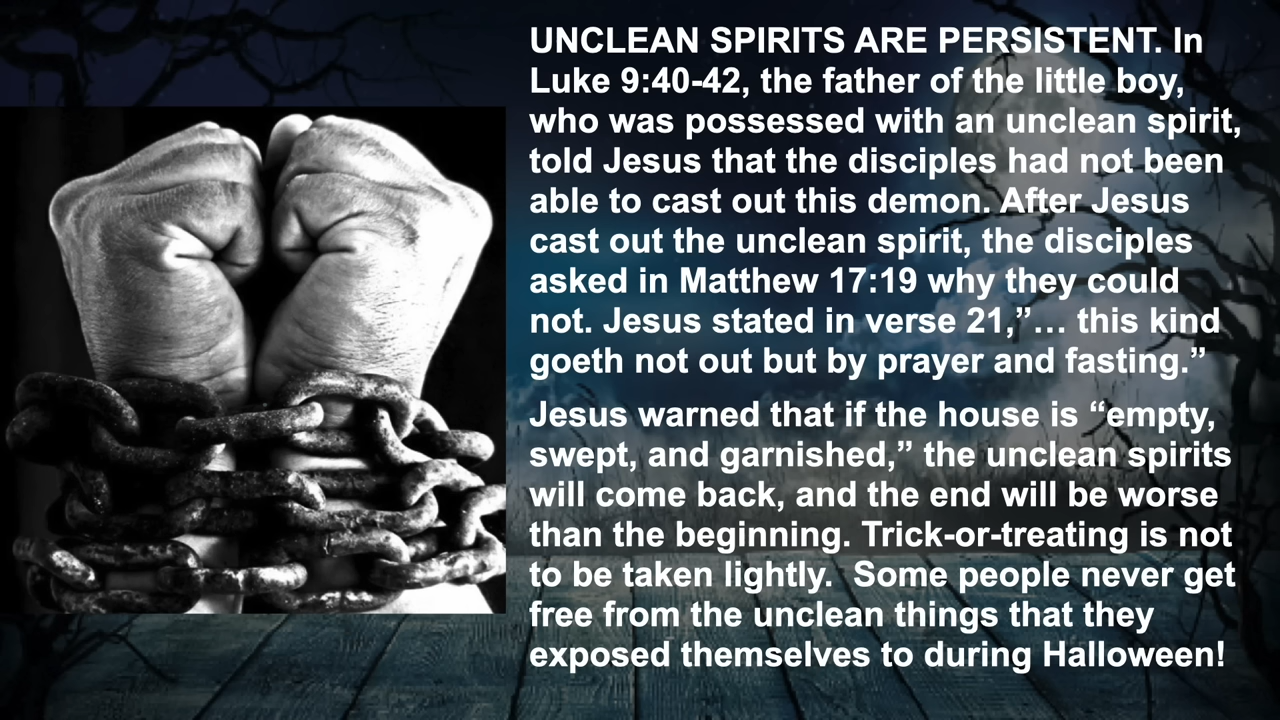 UNCLEAN SPIRITS ARE PERSISTENT. In
Luke 9:40-42, the father of the little boy,
who was possessed with an unclean spirit,
told Jesus that the disciples had not been
able to cast out this demon. After Jesus
cast out the unclean spirit, the disciples
asked in Matthew 17:19 why they could
not. Jesus stated in verse 21,”… this kind
goeth not out but by prayer and fasting.”
Jesus warned that if the house is “empty,
swept, and garnished,” the unclean spirits
will come back, and the end will be worse
than the beginning. Trick-or-treating is not
to be taken lightly.  Some people never get
free from the unclean things that they
exposed themselves to during Halloween!